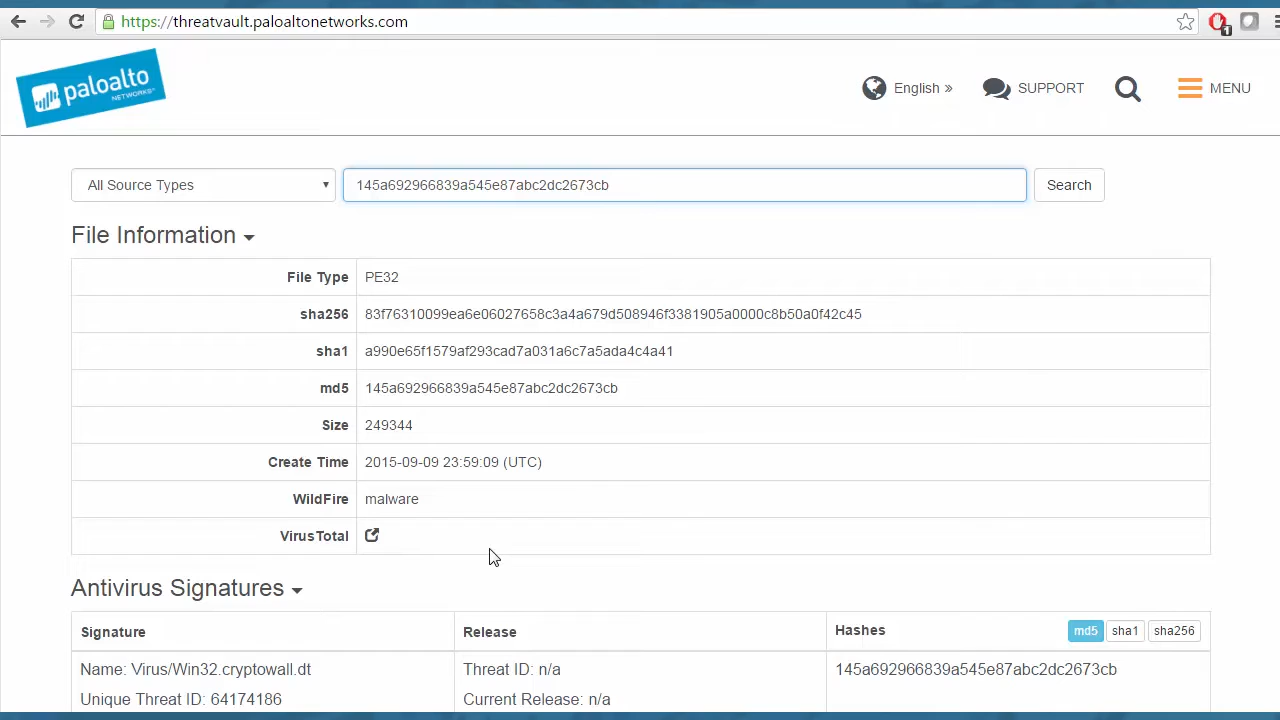 https://threatvault.paloaltonetworks.com
1
paloalto
NETWORKS
English »
SUPPORT
MENU
All Source Types
145a692966839a545e87abc2dc2673cb
Search
File Information
File Type PE32
sha256 83f76310099ea6e06027658c3a4a679d508946f3381905a0000c8b50a0f42c45
sha1 a990e65f1579af293cad7a031a6c7a5ada4c4a41
md5 145a692966839a545e87abc2dc2673cb
Size 249344
Create Time 2015-09-09 23:59:09 (UTC)
WildFire malware
VirusTotal
Antivirus Signatures
Signature Release Hashes md5 sha1 sha256
Name: Virus/Win32.cryptowall.dt Threat ID: n/a 145a692966839a545e87abc2dc2673cb
Unique Threat ID: 64174186 Current Release: n/a